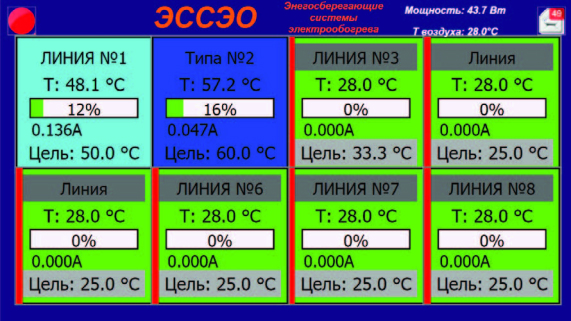 ЭССЭО
Энергосберегающие
системы
электрообогрева
Мощность: 43.7 Вт
Т воздуха: 28.0°C
49
ЛИНИЯ №1
Т: 48.1 °C
12%
0.136A
Цель: 50.0 °C
Типа №2
Т: 57.2 °C
16%
0.047A
Цель: 60.0 °C
ЛИНИЯ №3
Т: 28.0 °C
0%
0.000A
Цель: 33.3 °C
Линия
Т: 28.0 °C
0%
0.000A
Цель: 25.0 °C
Линия
Т: 28.0 °C
0%
0.000A
Цель: 25.0 °C
ЛИНИЯ №6
Т: 28.0 °C
0%
0.000A
Цель: 25.0 °C
ЛИНИЯ №7
Т: 28.0 °C
0%
0.000A
Цель: 25.0 °C
ЛИНИЯ №8
Т: 28.0 °C
0%
0.000A
Цель: 25.0 °C